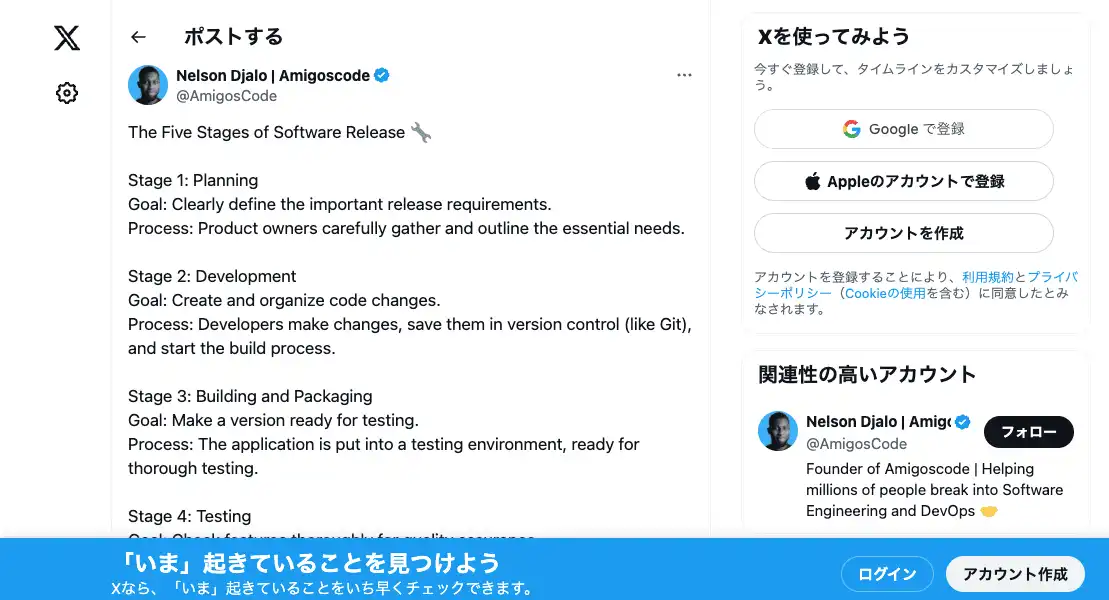 ポストする
Nelson Djalo | Amigoscode
@AmigosCode
The Five Stages of Software Release
Stage 1: Planning
Goal: Clearly define the important release requirements.
Process: Product owners carefully gather and outline the essential needs.
Stage 2: Development
Goal: Create and organize code changes.
Process: Developers make changes, save them in version control (like Git),
and start the build process.
Stage 3: Building and Packaging
Goal: Make a version ready for testing.
Process: The application is put into a testing environment, ready for
thorough testing.
Stage 4: Testing
Goal: Check features thoroughly for quality assurance.
Xを使ってみよう
今すぐ登録して、タイムラインをカスタマイズしましょ
う。
Google で登録
Appleのアカウントで登録
アカウントを作成
アカウントを登録することにより、利用規約とプライバ
シーポリシー（Cookieの使用を含む）に同意したとみ
なされます。
関連性の高いアカウント
Nelson Djalo | Amigo
@AmigosCode
フォロー
Founder of Amigoscode | Helping
millions of people break into Software
Engineering and DevOps
「いま」起きていることを見つけよう
Xなら、「いま」起きていることをいち早くチェックできます。
ログイン
アカウント作成